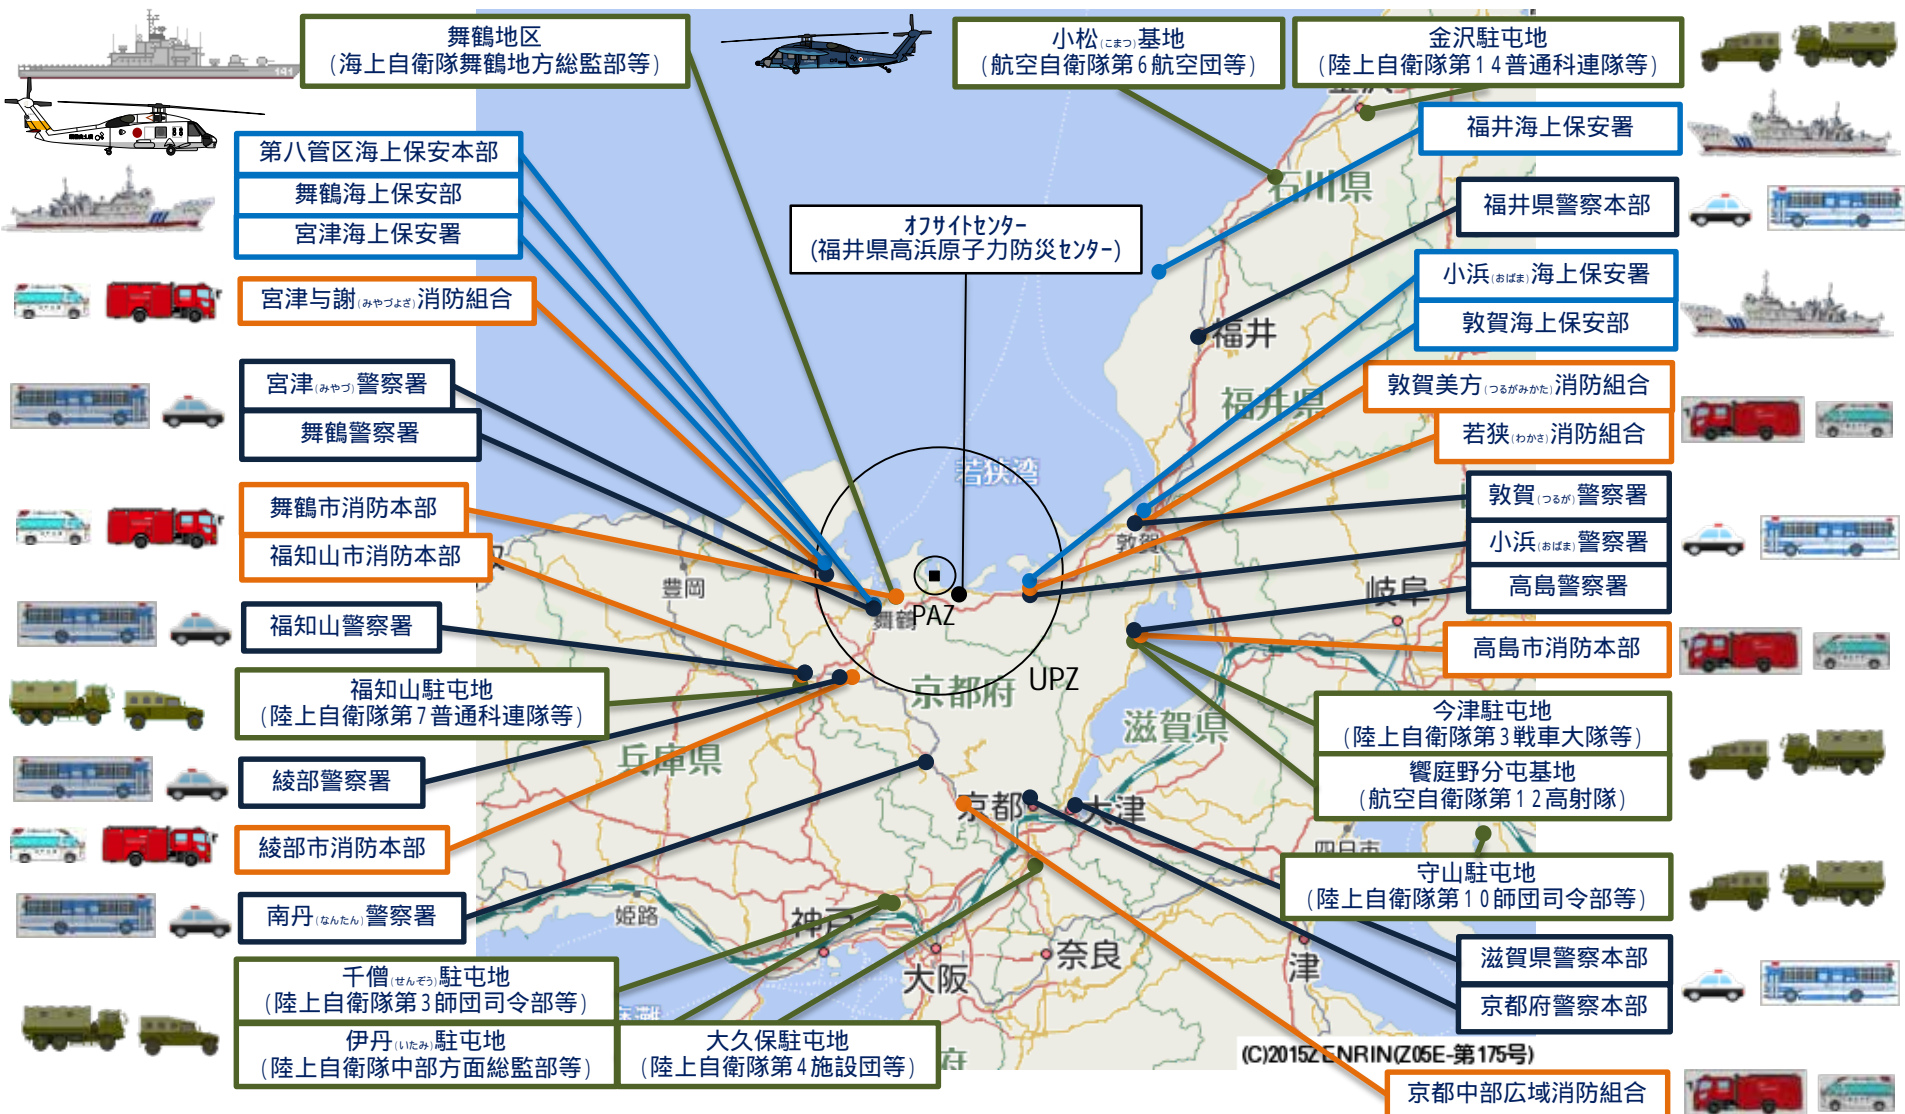 舞鶴地区
(海上自衛隊舞鶴地方総監部等)
小松(こまつ)基地
(航空自衛隊第6航空団等)
金沢駐屯地
(陸上自衛隊第14普通科連隊等)
141
福井海上保安署
第八管区海上保安本部
舞鶴海上保安部
宮津海上保安署
石川県
福井県警察本部
オフサイトセンター
(福井県高浜原子力防災センター)
小浜(おばま)海上保安署
敦賀海上保安部
宮津与謝(みやづよさ)消防組合
福井
福井県
宮津(みやづ)警察署
舞鶴警察署
敦賀美方(つるがみかた)消防組合
若狭(わかさ)消防組合
若狭湾
敦賀(つるが)警察署
小浜(おばま)警察署
高島警察署
舞鶴市消防本部
福知山市消防本部
敦賀
豊岡
岐阜
舞鶴
PAZ
福知山警察署
高島市消防本部
UPZ
京都府
滋賀県
兵庫県
福知山駐屯地
(陸上自衛隊第7普通科連隊等)
今津駐屯地
(陸上自衛隊第3戦車大隊等)
饗庭野分屯基地
(航空自衛隊第12高射隊)
綾部警察署
京都
大津
四日市
綾部市消防本部
守山駐屯地
(陸上自衛隊第10師団司令部等)
南丹(なんたん)警察署
姫路
神戸
大阪
奈良
津
滋賀県警察本部
京都府警察本部
千僧(せんぞう)駐屯地
(陸上自衛隊第3師団司令部等)
伊丹(いたみ)駐屯地
(陸上自衛隊中部方面総監部等)
大久保駐屯地
(陸上自衛隊第4施設団等)
府
(C)2015ZENRIN(Z05E-第175号)
京都中部広域消防組合